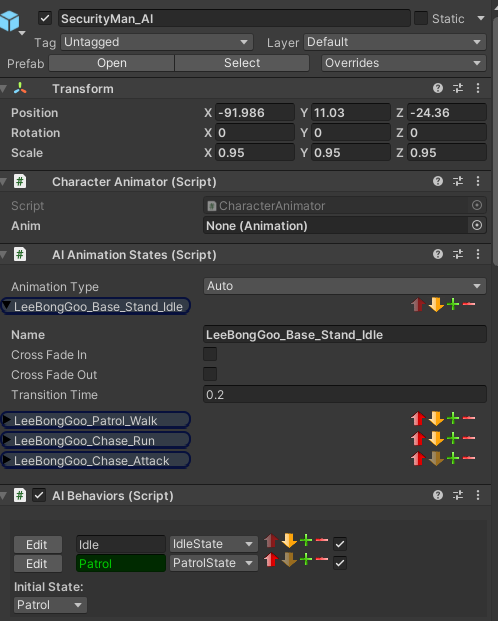 SecurityMan_AI Static
Tag Untagged Layer Default
Prefab Open Select Overrides
Transform
Position X -91.986 Y 11.03 Z -24.36
Rotation X 0 Y 0 Z 0
Scale X 0.95 Y 0.95 Z 0.95
# Character Animator (Script)
Script # CharacterAnimator
Anim None (Animation)
# AI Animation States (Script)
Animation Type Auto
LeeBongGoo_Base_Stand_Idle
Name LeeBongGoo_Base_Stand_Idle
Cross Fade In
Cross Fade Out
Transition Time 0.2
LeeBongGoo_Patrol_Walk
LeeBongGoo_Chase_Run
LeeBongGoo_Chase_Attack
# AI Behaviors (Script)
Edit Idle IdleState
Edit Patrol PatrolState
Initial State:
Patrol